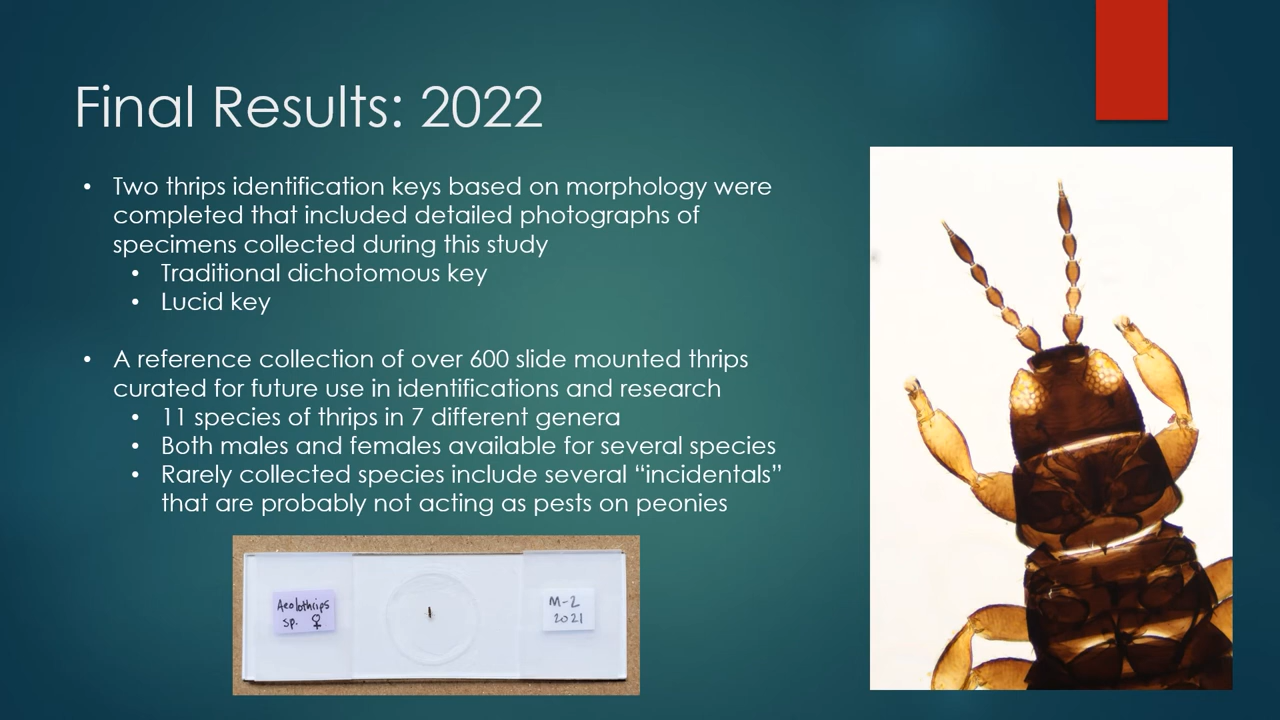 Final Results: 2022
• Two thrips identification keys based on morphology were
completed that included detailed photographs of
specimens collected during this study
• Traditional dichotomous key
• Lucid key
• A reference collection of over 600 slide mounted thrips
curated for future use in identifications and research
• 11 species of thrips in 7 different genera
• Both males and females available for several species
• Rarely collected species include several “incidentals”
that are probably not acting as pests on peonies
Aeolothrips
sp. ♀
M-2
2021